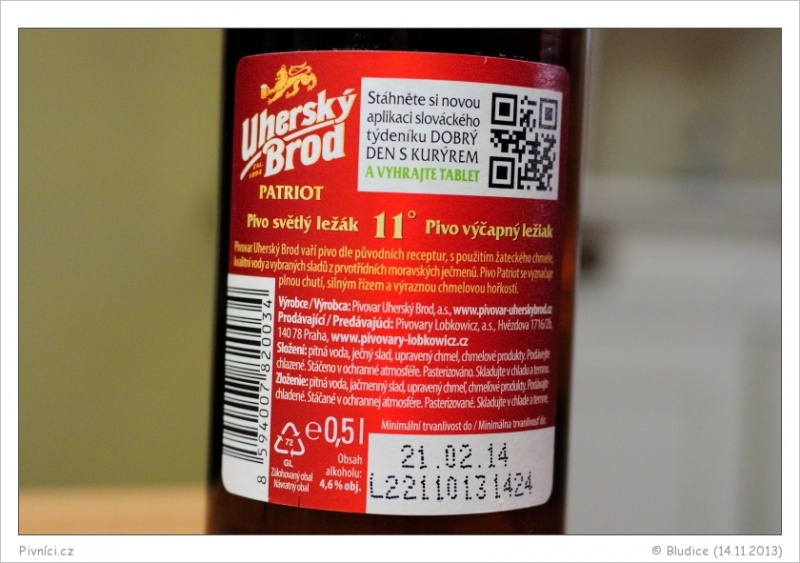 Uherský
Brod
ZAL.
1894
PATRIOT
Stáhněte si novou
aplikaci slováckého
týdeníku DOBRÝ
DEN S KURÝREM
A VYHRAJTE TABLET
Pivo světlý ležák 11° Pivo výčapný ležiak
Pivovar Uherský Brod vaří pivo dle původních receptur, s použitím žateckého chmele,
kvalitní vody a vybraných sladů z prvotřídních moravských ječmenů. Pivo Patriot se vyznačuje
plnou chutí, silným řízem a výraznou chmelovou hořkostí.
Výrobce / Výrobca: Pivovar Uherský Brod, a.s., www.pivovar-uherskybrod.cz
Prodávající / Predávajúci: Pivovary Lobkowicz, a.s., Hvězdova 1716/2b,
140 78 Praha, www.pivovary-lobkowicz.cz
Složení: pitná voda, ječný slad, upravený chmel, chmelové produkty. Podávejte
chlazené. Stáčeno v ochranné atmosféře. Pasterizováno. Skladujte v chladu a temnu.
Zloženie: pitná voda, jačmenný slad, upravený chmeľ, chmeľové produkty. Podávajte
chladené. Stáčané v ochrannej atmosfére. Pasterizované. Skladujte v chlade a temne.
8 594007 820034
72
GL
Zálohovaný obal
Návratný obal
e 0,5 l
Obsah
alkoholu:
4,6 % obj.
Minimální trvanlivost do / Minimálna trvanlivosť do:
21.02.14
L22110131424
Pivníci.cz
© Bludice (14.11.2013)